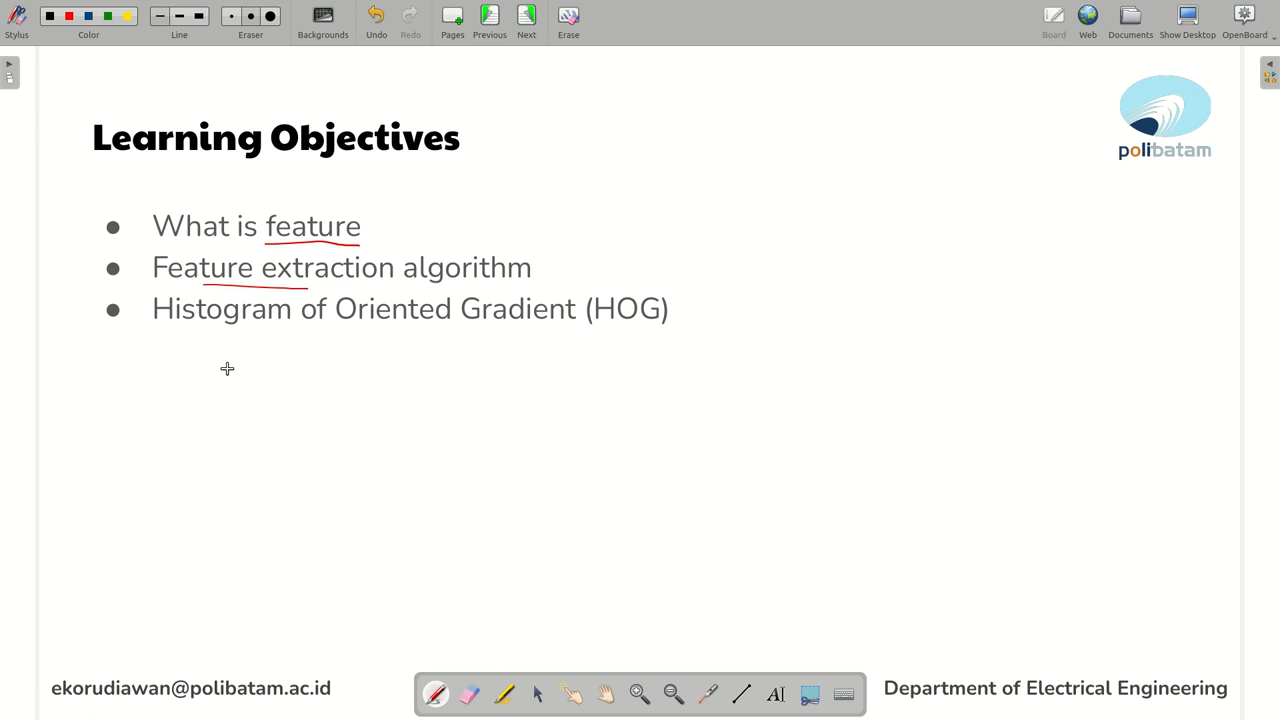 Stylus
Color
Line
Eraser
Backgrounds
Undo
Redo
Pages
Previous
Next
Erase
Board
Web
Documents
Show Desktop
OpenBoard
Learning Objectives
polibatam
● What is feature
● Feature extraction algorithm
● Histogram of Oriented Gradient (HOG)
ekorudiawan@polibatam.ac.id
AI
Department of Electrical Engineering